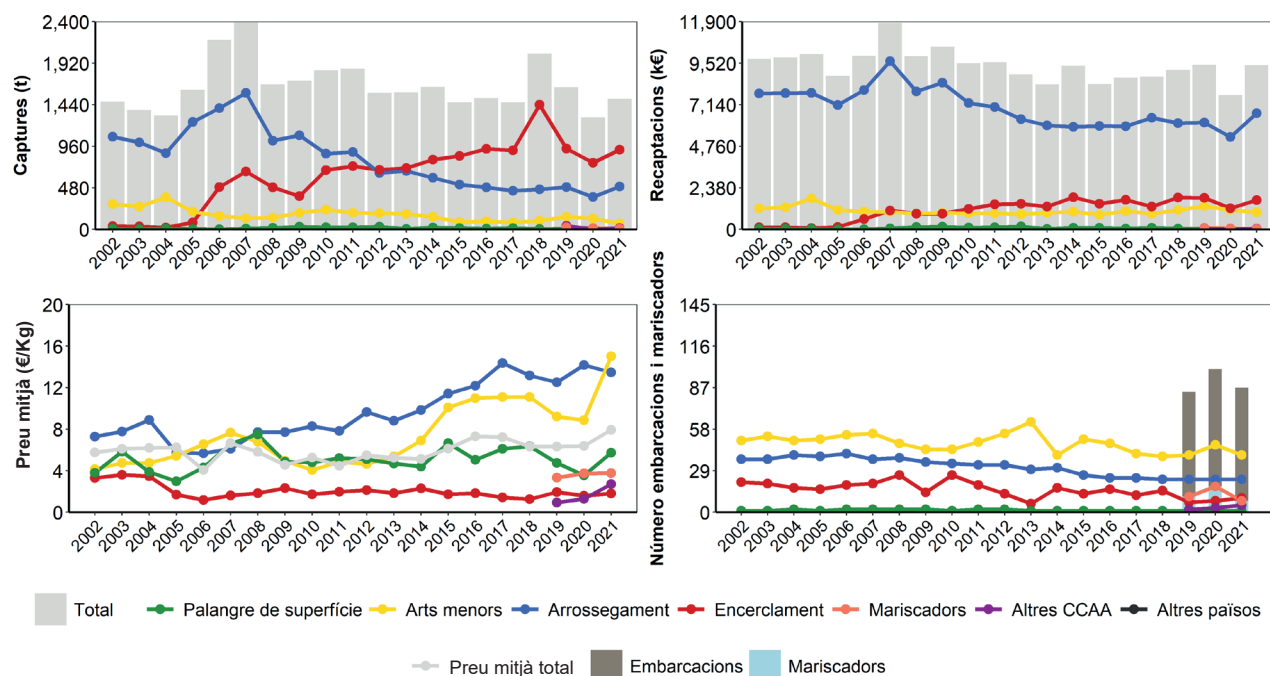 Captures (t)
2,400
1,920
1,440
960
480
0
2002 2003 2004 2005 2006 2007 2008 2009 2010 2011 2012 2013 2014 2015 2016 2017 2018 2019 2020 2021
Recaptacions (k€)
11,900
9,520
7,140
4,760
2,380
0
2002 2003 2004 2005 2006 2007 2008 2009 2010 2011 2012 2013 2014 2015 2016 2017 2018 2019 2020 2021
Preu mitjà (€/Kg)
20
16
12
8
4
0
2002 2003 2004 2005 2006 2007 2008 2009 2010 2011 2012 2013 2014 2015 2016 2017 2018 2019 2020 2021
Número embarcacions i mariscadors
145
116
87
58
29
0
2002 2003 2004 2005 2006 2007 2008 2009 2010 2011 2012 2013 2014 2015 2016 2017 2018 2019 2020 2021
Total Palangre de superfície Arts menors Arrossegament Encerclament Mariscadors Altres CCAA Altres països
Preu mitjà total Embarcacions Mariscadors